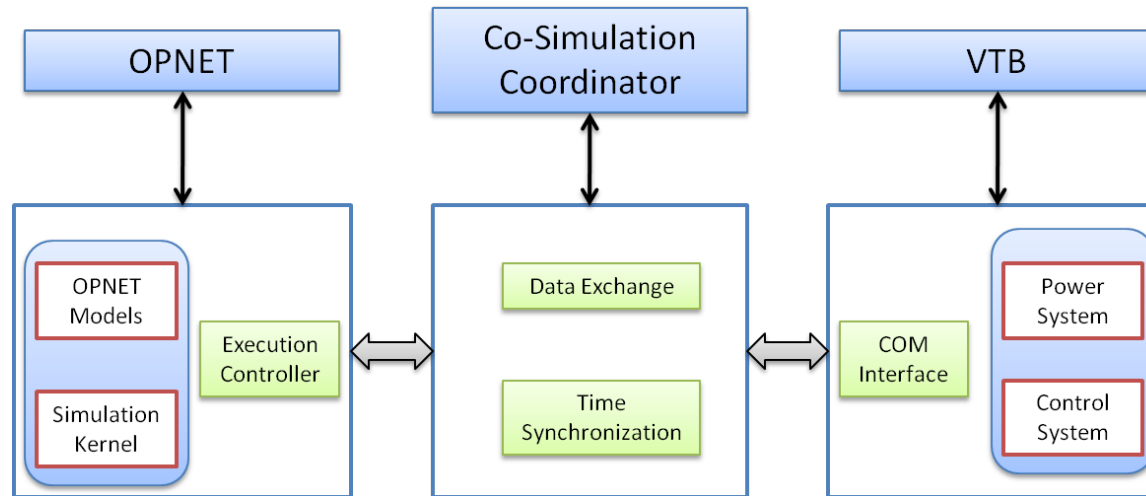 OPNET
Co-Simulation
Coordinator
VTB
OPNET
Models
Simulation
Kernel
Execution
Controller
Data Exchange
Time
Synchronization
COM
Interface
Power
System
Control
System